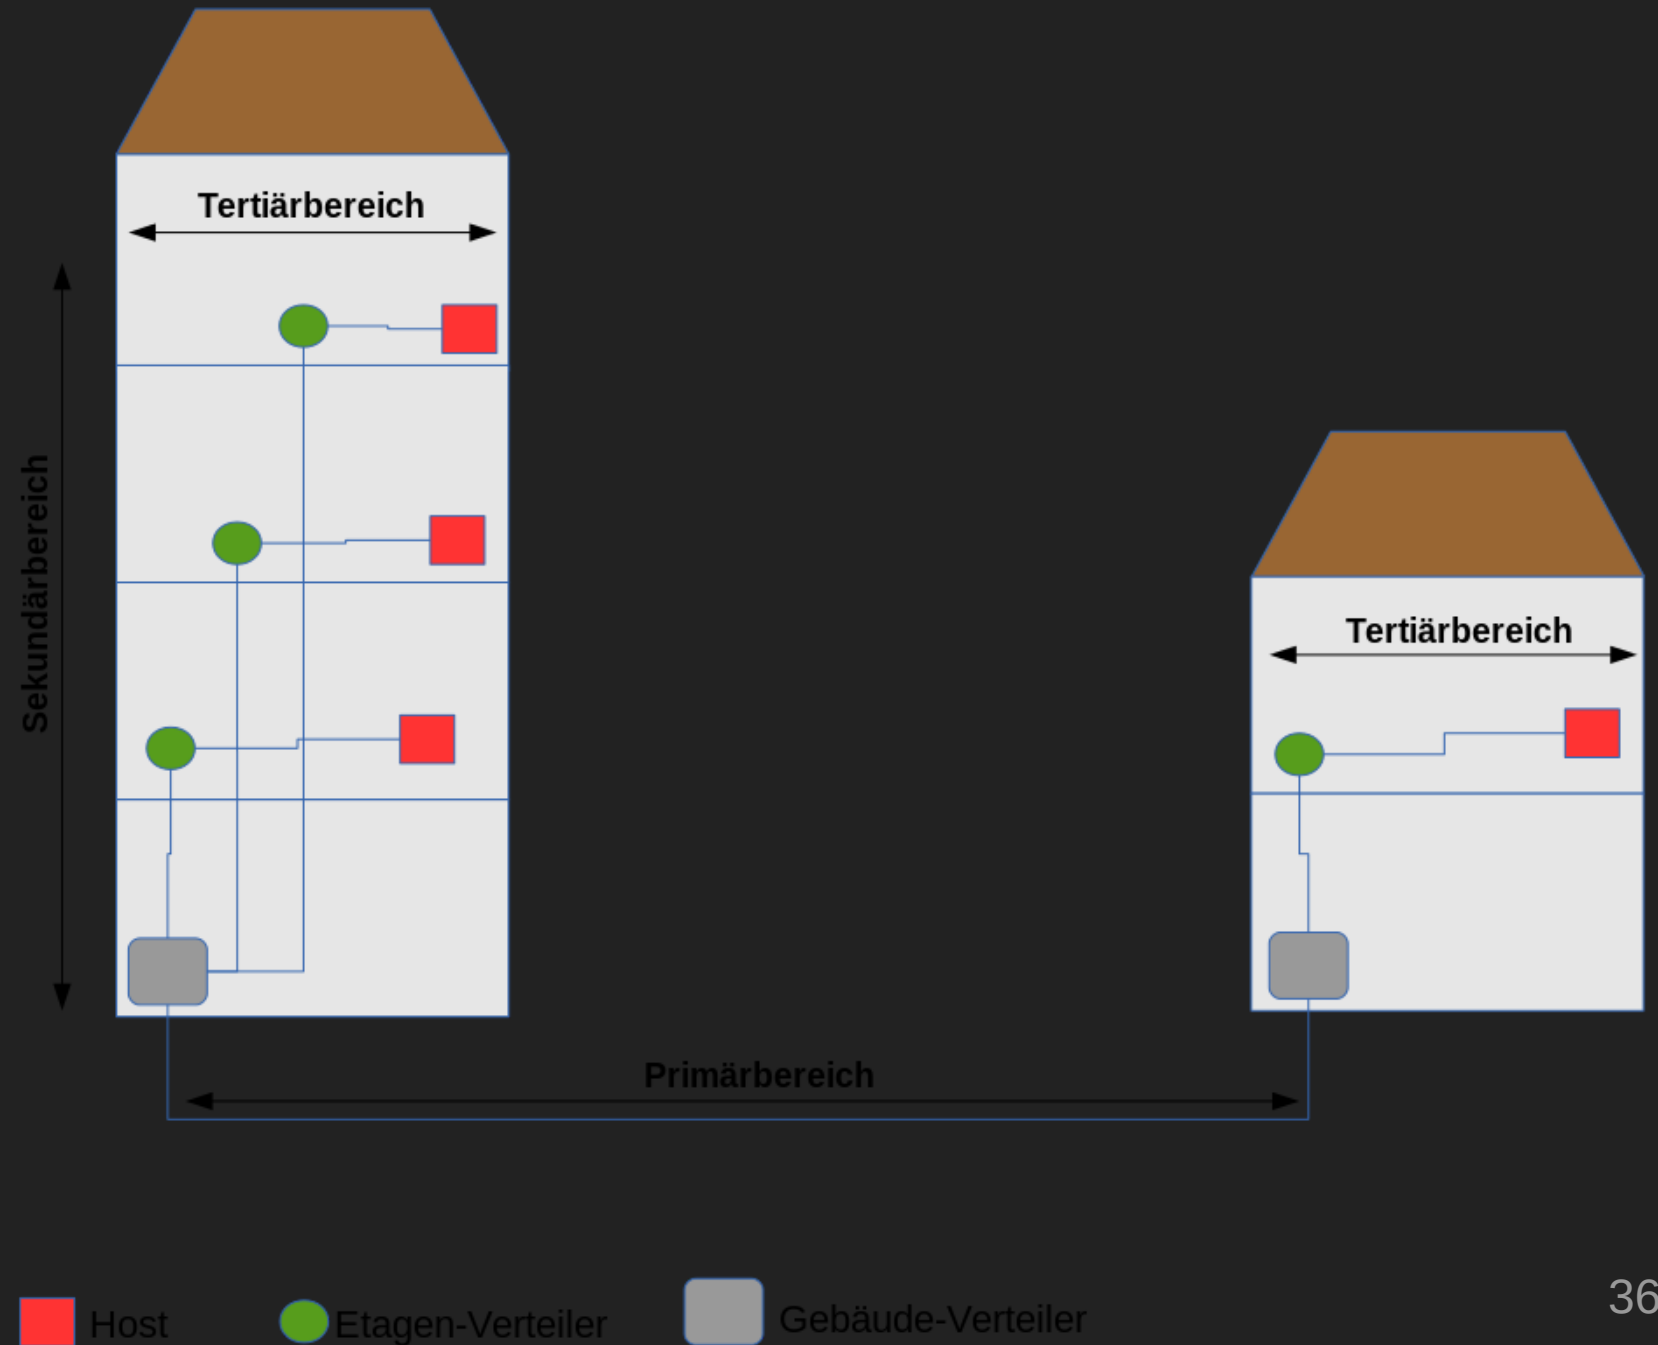 Tertiärbereich
Sekundärbereich
Tertiärbereich
Primärbereich
Host
Etagen-Verteiler
Gebäude-Verteiler
36